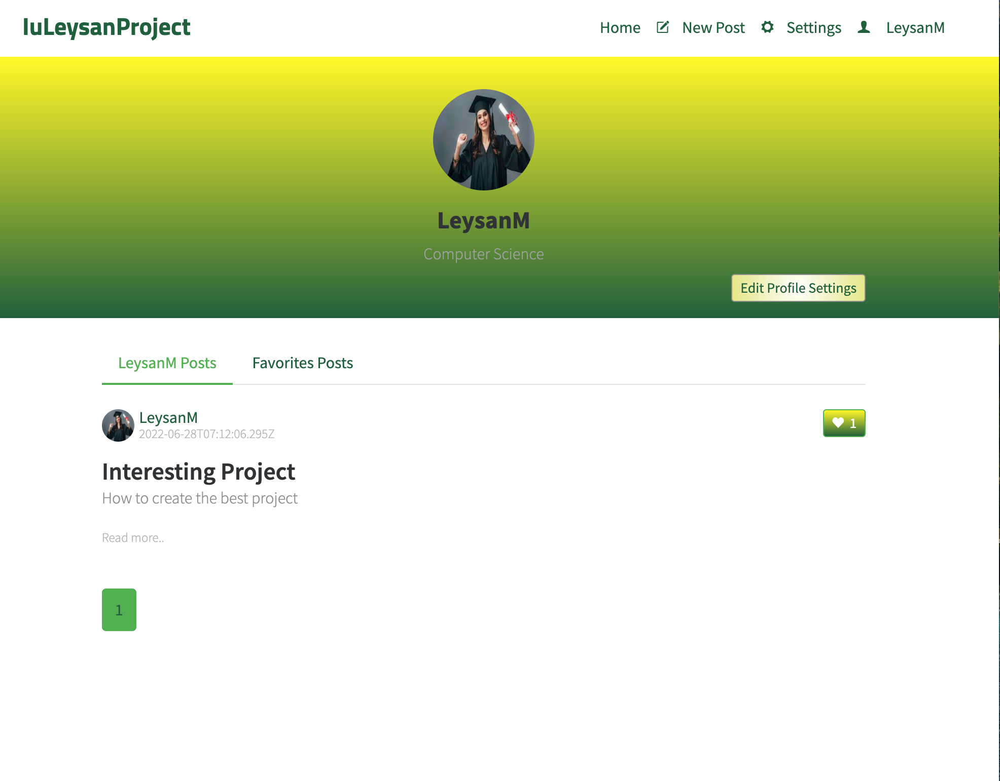 IuLeysanProject
Home New Post Settings LeysanM
LeysanM
Computer Science
Edit Profile Settings
LeysanM Posts Favorites Posts
LeysanM
2022-06-28T07:12:06.295Z
1
Interesting Project
How to create the best project
Read more..
1